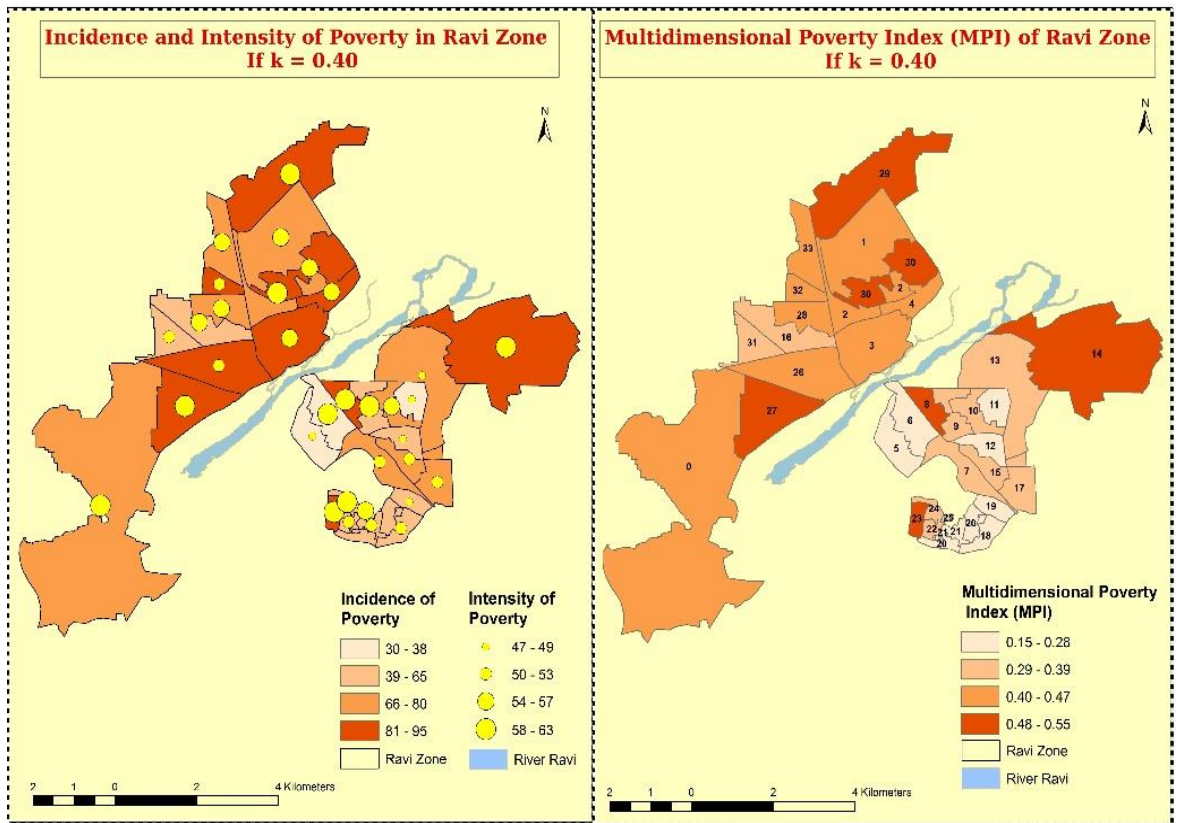 Incidence and Intensity of Poverty in Ravi Zone
If k = 0.40
N
Incidence of
Poverty
30 - 38
39 - 65
66 - 80
81 - 95
Ravi Zone
Intensity of
Poverty
47 - 49
50 - 53
54 - 57
58 - 63
River Ravi
2 1 0 2 4 Kilometers
Multidimensional Poverty Index (MPI) of Ravi Zone
If k = 0.40
N
29
33
1
30
32
30
2
28
2
4
31
16
3
26
13
14
27
8
6
10
11
9
12
5
0
7
15
17
23
24
19
22
25
21
21
20
18
20
Multidimensional Poverty
Index (MPI)
0.15 - 0.28
0.29 - 0.39
0.40 - 0.47
0.48 - 0.55
Ravi Zone
River Ravi
2 1 0 2 4 Kilometers